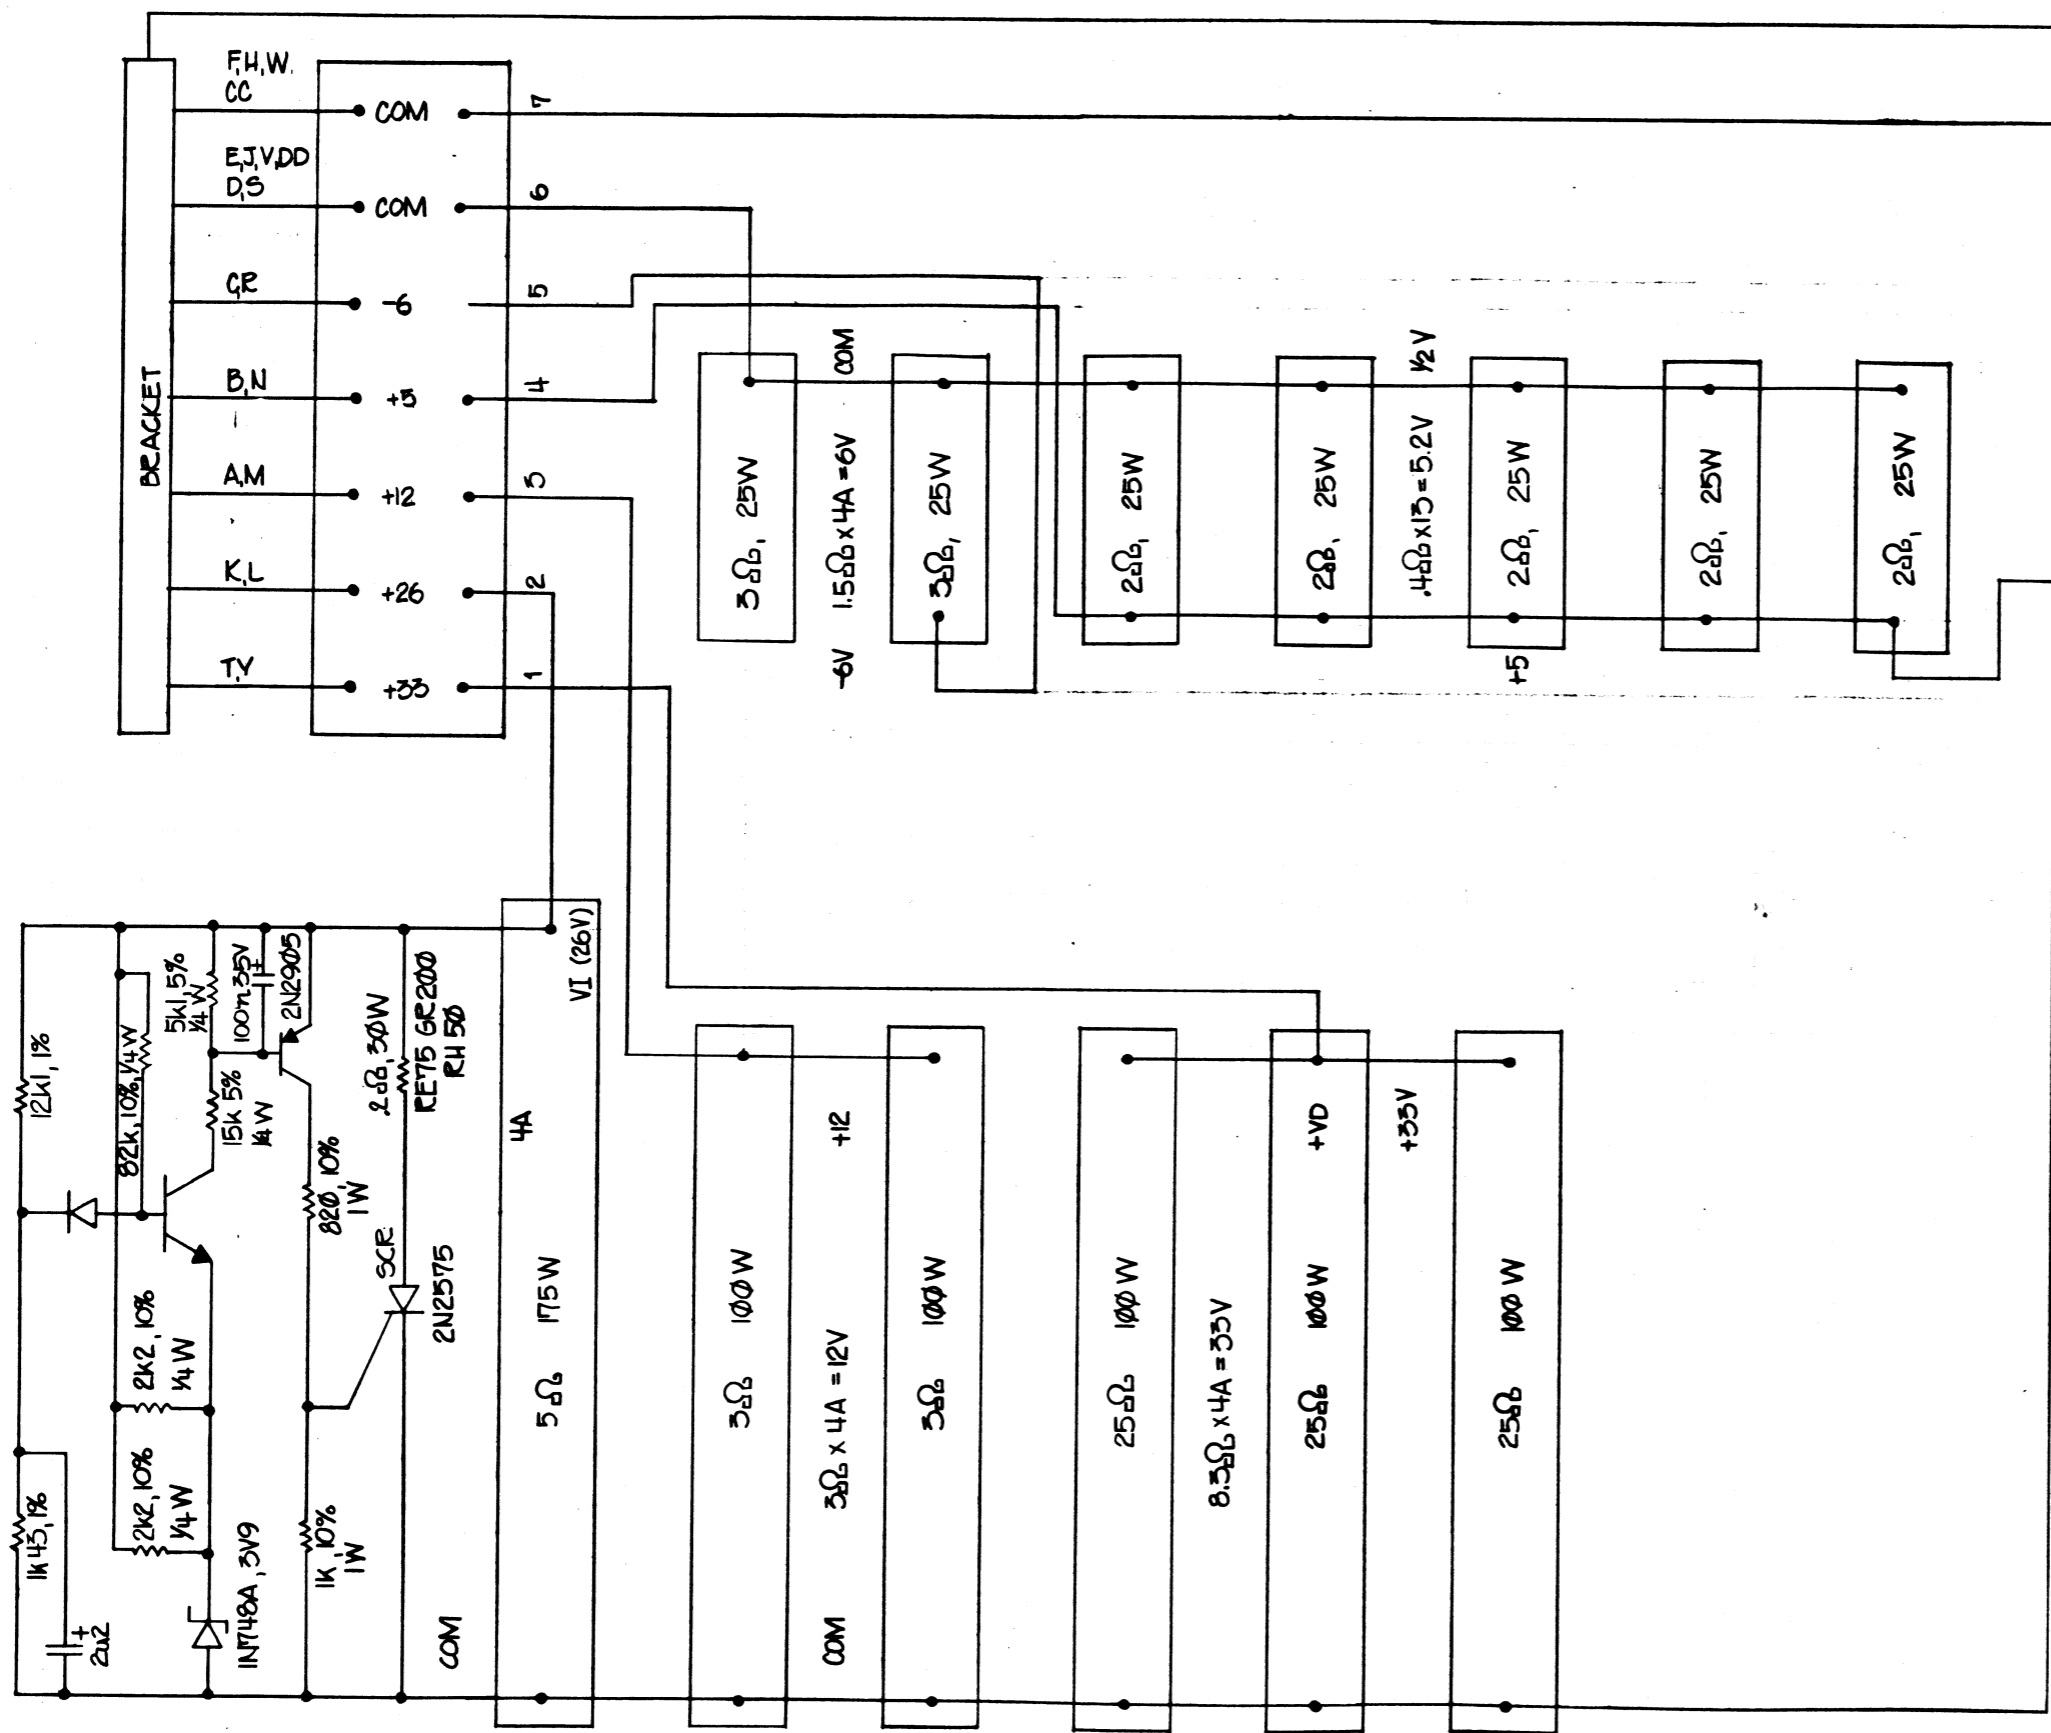 F,H,W.
CC
COM
7
E,J,V,DD
D,S
COM
6
C,R
-6
5
B,N
+5
4
A,M
+12
3
K,L
+26
2
T,Y
+33
1
BRACKET
3Ω, 25W
COM
-6V 1.5Ω x 4A = 6V
3Ω, 25W
2Ω, 25W
2Ω, 25W
½V
.4Ω x 13 = 5.2V
2Ω, 25W
+5
2Ω, 25W
2Ω, 25W
12k1, 1%
82k, 10%, ¼W
5k1, 5%
¼W
100n 35V
+
2N2905
15k 5%
¼W
820, 10%
1W
.2Ω, 30W
RE75 GR200
RH 50
SCR
2N2575
2k2, 10%
¼W
2k2, 10%
¼W
1k43, 1%
+
2u2
1N748A, 3V9
1k, 10%
1W
COM
VI (26V)
4A
5Ω 175W
3Ω 100W
+12
3Ω x 4A = 12V
COM
3Ω 100W
25Ω 100W
8.3Ω x 4A = 33V
+VD
25Ω 100W
+33V
25Ω 100W